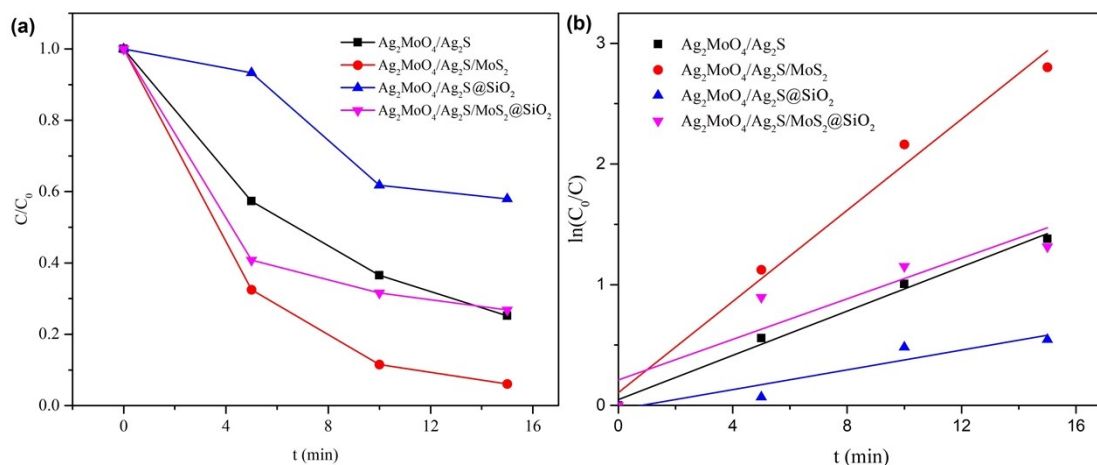 (a)
1.0
0.8
0.6
0.4
0.2
0.0
C/C₀
Ag₂MoO₄/Ag₂S
Ag₂MoO₄/Ag₂S/MoS₂
Ag₂MoO₄/Ag₂S@SiO₂
Ag₂MoO₄/Ag₂S/MoS₂@SiO₂
0 4 8 12 16
t (min)
(b)
3
2
1
0
ln(C₀/C)
Ag₂MoO₄/Ag₂S
Ag₂MoO₄/Ag₂S/MoS₂
Ag₂MoO₄/Ag₂S@SiO₂
Ag₂MoO₄/Ag₂S/MoS₂@SiO₂
0 4 8 12 16
t (min)